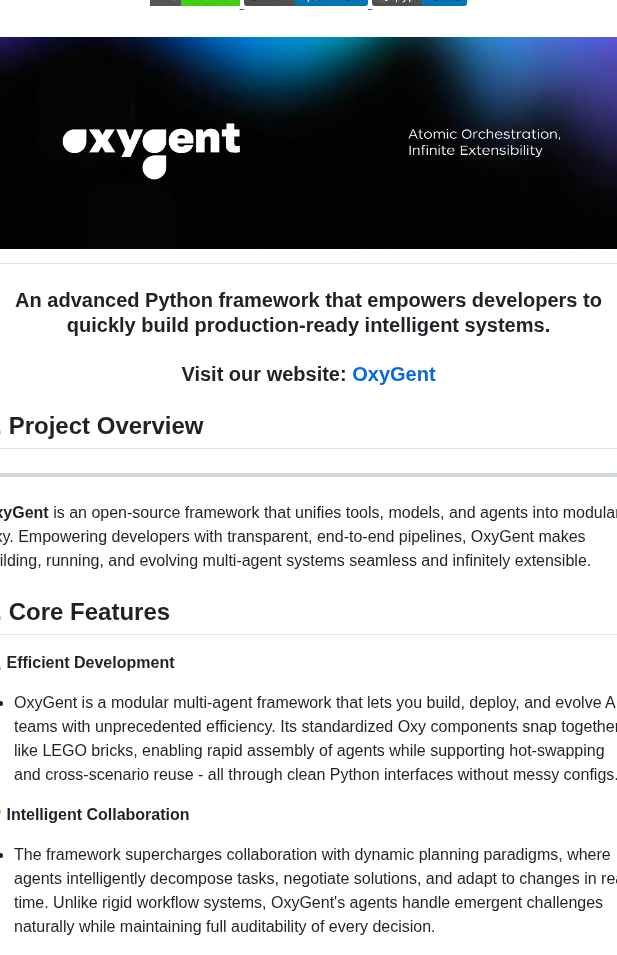 oxygent
Atomic Orchestration,
Infinite Extensibility
An advanced Python framework that empowers developers to
quickly build production-ready intelligent systems.
Visit our website: OxyGent
. Project Overview
xyGent is an open-source framework that unifies tools, models, and agents into modular
xy. Empowering developers with transparent, end-to-end pipelines, OxyGent makes
ilding, running, and evolving multi-agent systems seamless and infinitely extensible.
. Core Features
Efficient Development
• OxyGent is a modular multi-agent framework that lets you build, deploy, and evolve A
teams with unprecedented efficiency. Its standardized Oxy components snap together
like LEGO bricks, enabling rapid assembly of agents while supporting hot-swapping
and cross-scenario reuse - all through clean Python interfaces without messy configs.
Intelligent Collaboration
• The framework supercharges collaboration with dynamic planning paradigms, where
agents intelligently decompose tasks, negotiate solutions, and adapt to changes in rea
time. Unlike rigid workflow systems, OxyGent's agents handle emergent challenges
naturally while maintaining full auditability of every decision.